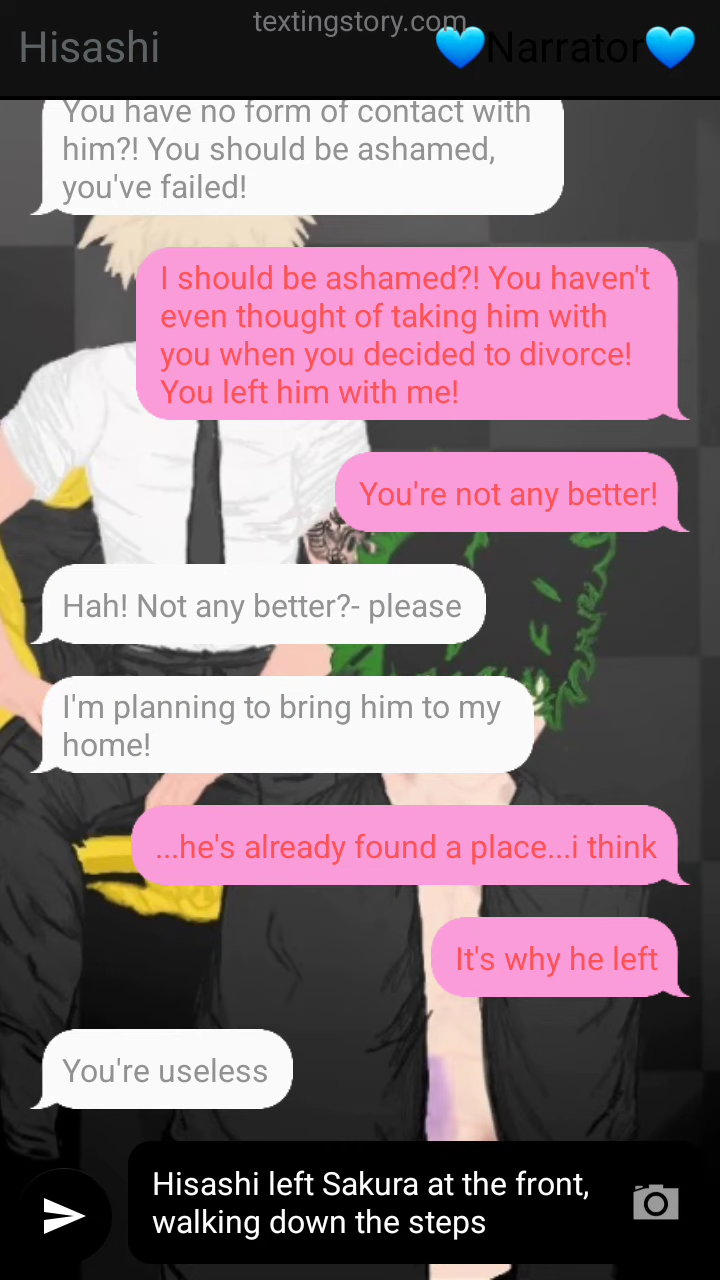 textingstory.com
Hisashi
💙Narrator💙
You have no form of contact with
him?! You should be ashamed,
you've failed!
I should be ashamed?! You haven't
even thought of taking him with
you when you decided to divorce!
You left him with me!
You're not any better!
Hah! Not any better?- please
I'm planning to bring him to my
home!
...he's already found a place...i think
It's why he left
You're useless
Hisashi left Sakura at the front,
walking down the steps